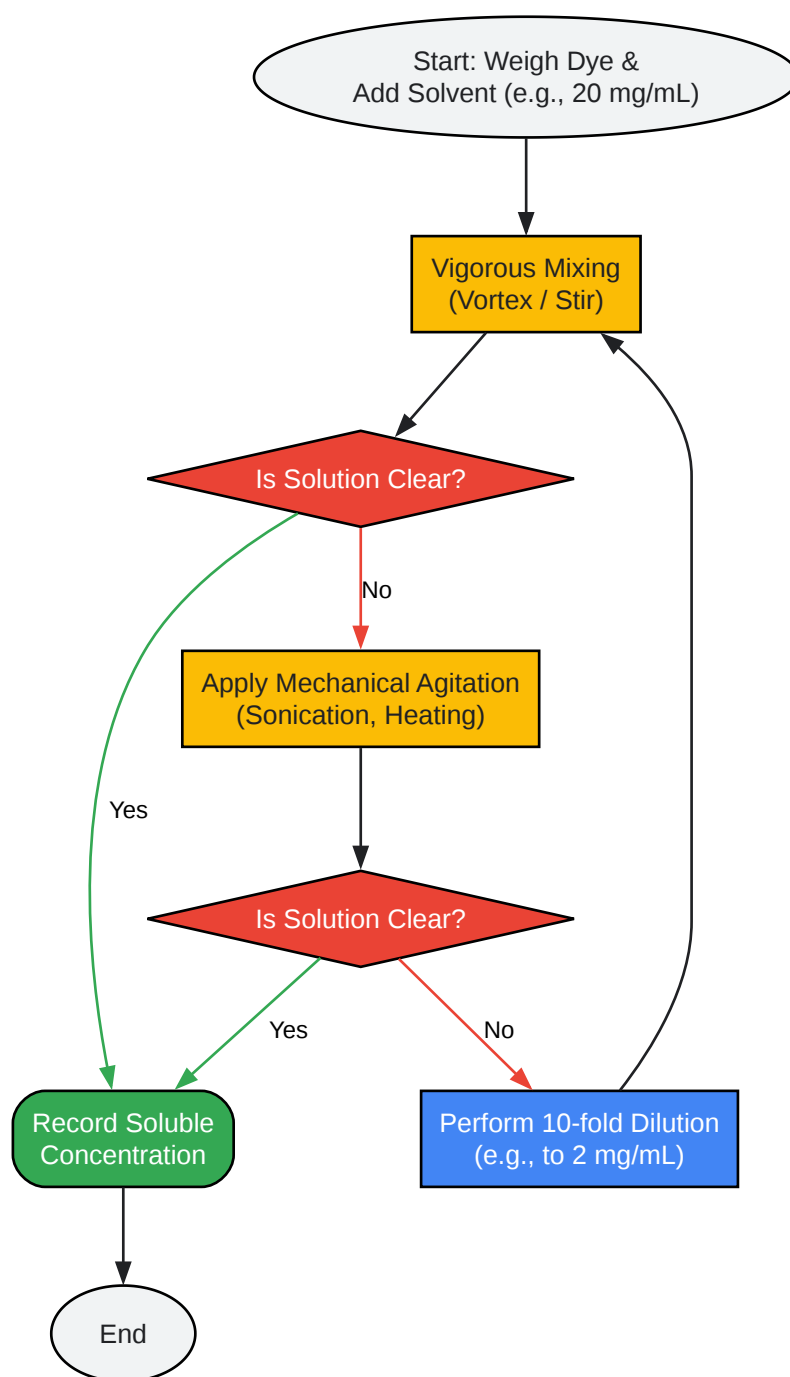 Start: Weigh Dye &
Add Solvent (e.g., 20 mg/mL)
Vigorous Mixing
(Vortex / Stir)
Is Solution Clear?
No
Apply Mechanical Agitation
(Sonication, Heating)
Yes
Is Solution Clear?
Yes
No
Record Soluble
Concentration
Perform 10-fold Dilution
(e.g., to 2 mg/mL)
End